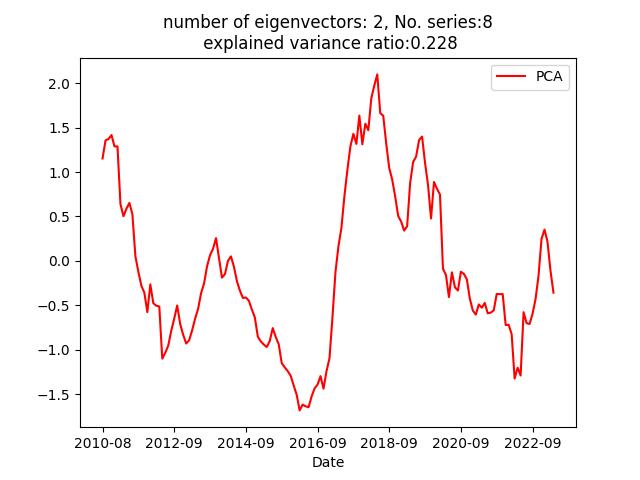 number of eigenvectors: 2, No. series:8
explained variance ratio:0.228
PCA
2.0
1.5
1.0
0.5
0.0
−0.5
−1.0
−1.5
2010-08 2012-09 2014-09 2016-09 2018-09 2020-09 2022-09
Date